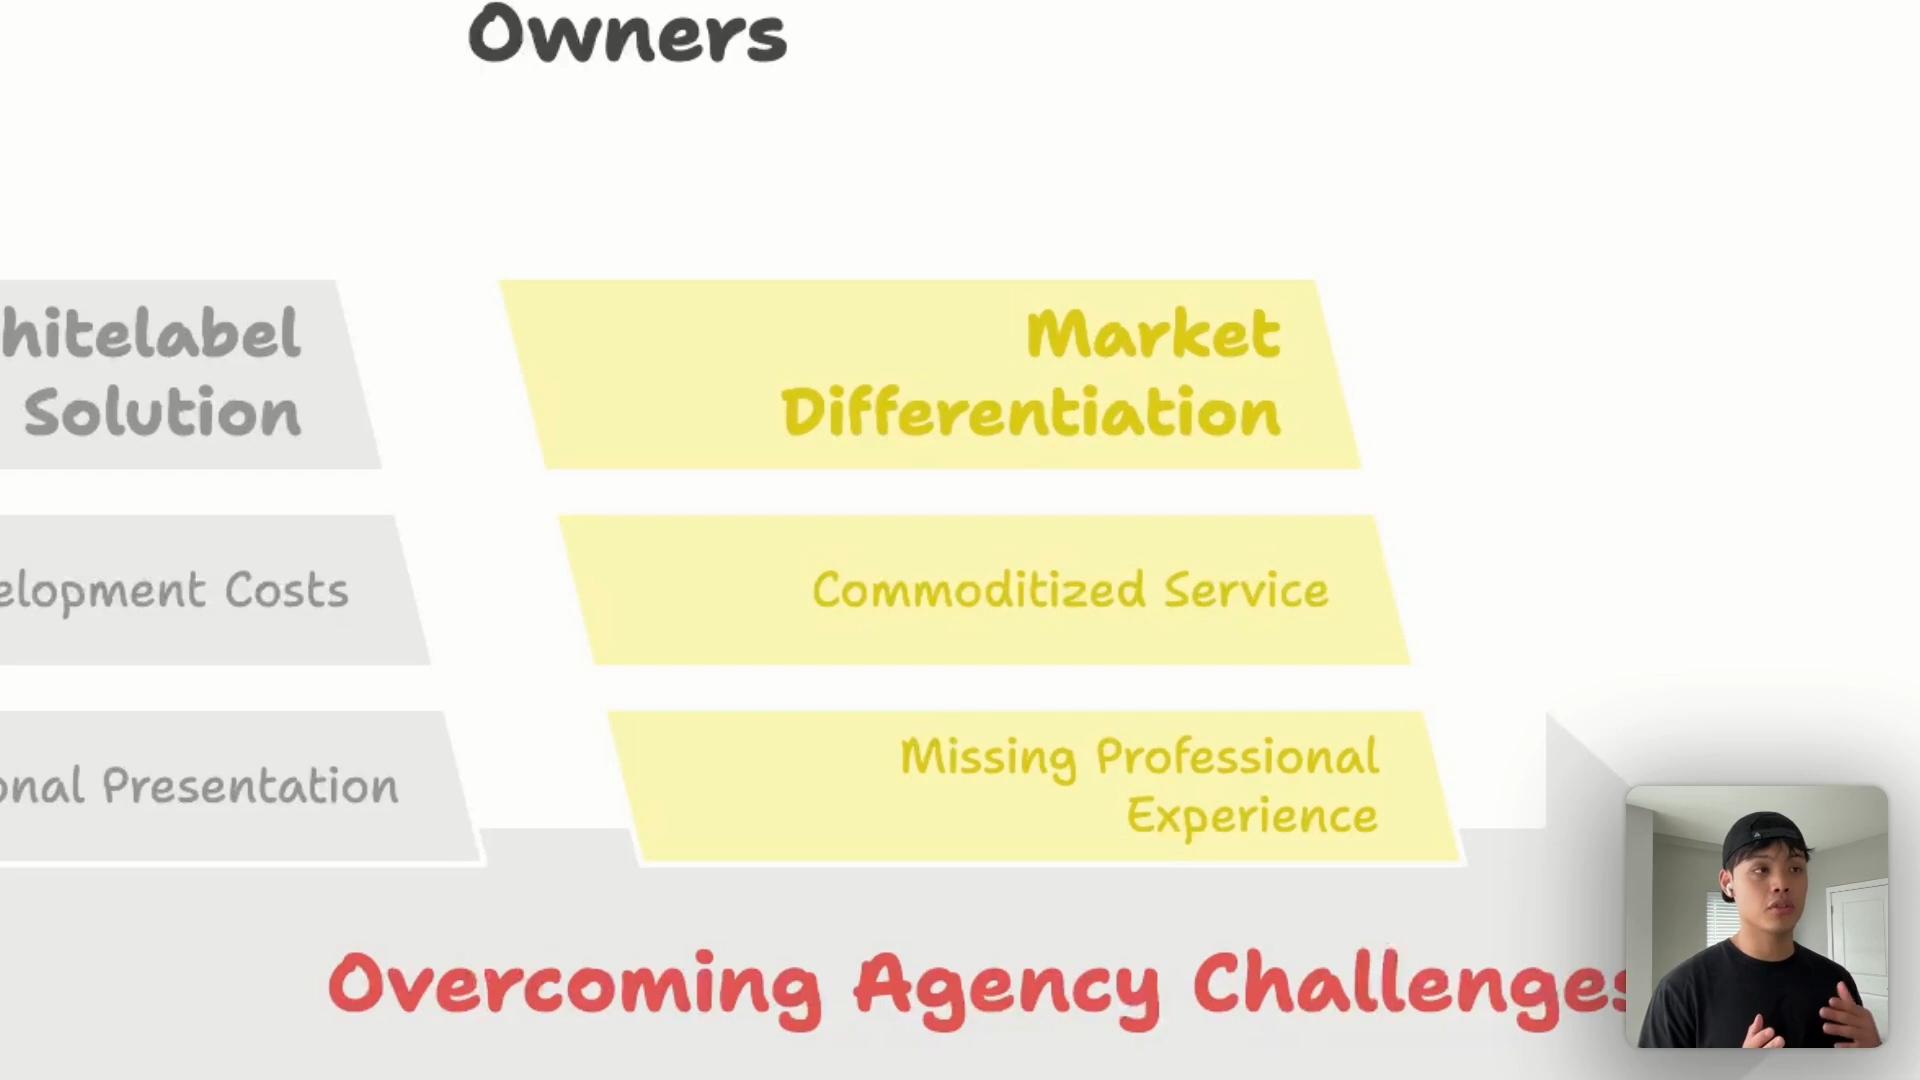 Owners
hitelabel
Solution
Market
Differentiation
elopment Costs
Commoditized Service
onal Presentation
Missing Professional
Experience
Overcoming Agency Challenges